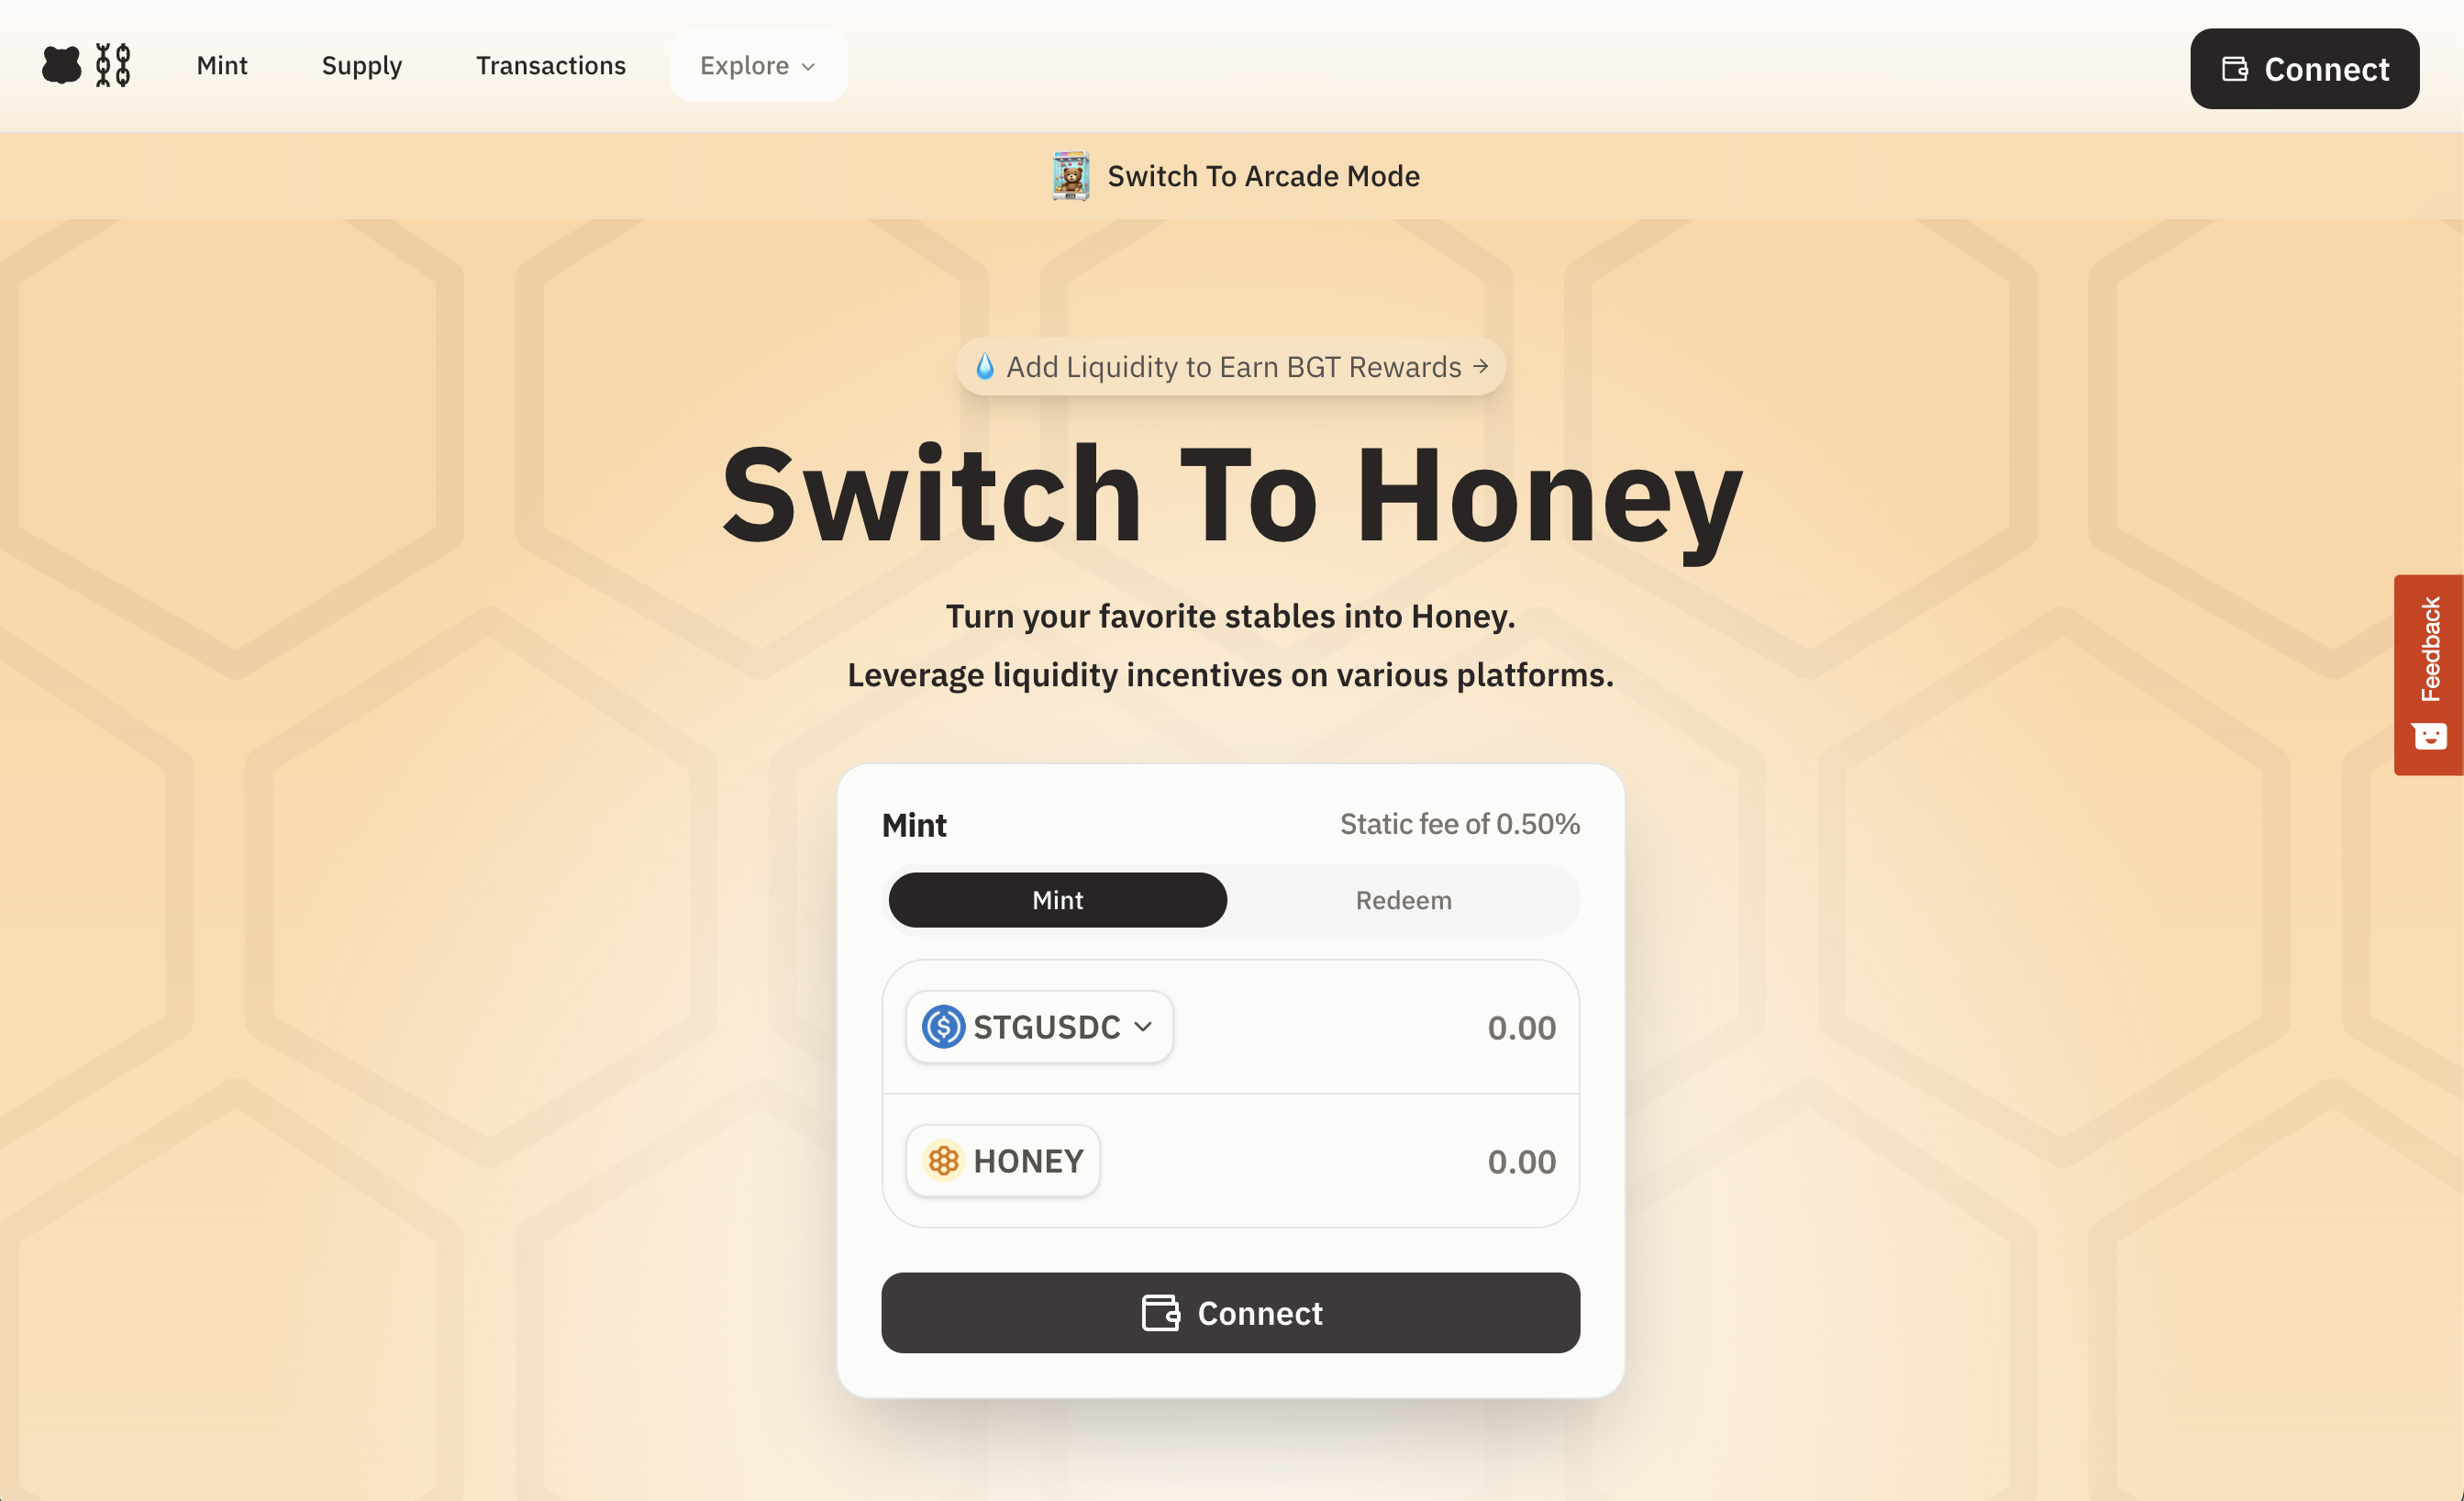 Mint
Supply
Transactions
Explore
Connect
Switch To Arcade Mode
Add Liquidity to Earn BGT Rewards →
Switch To Honey
Turn your favorite stables into Honey.
Leverage liquidity incentives on various platforms.
Feedback
Mint
Static fee of 0.50%
Mint
Redeem
STGUSDC
0.00
HONEY
0.00
Connect